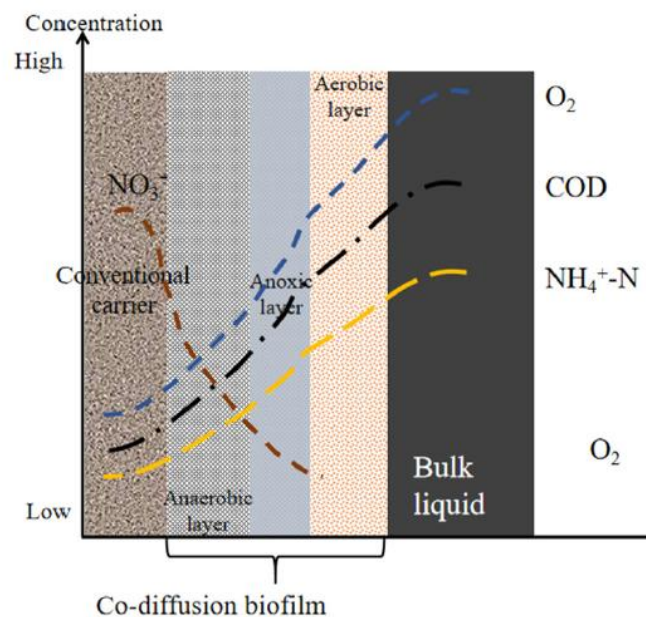 Concentration
High
Aerobic
layer
O₂
NO₃⁻
COD
Conventional
carrier
Anoxic
layer
NH₄⁺-N
Bulk
liquid
O₂
Anaerobic
layer
Low
Co-diffusion biofilm